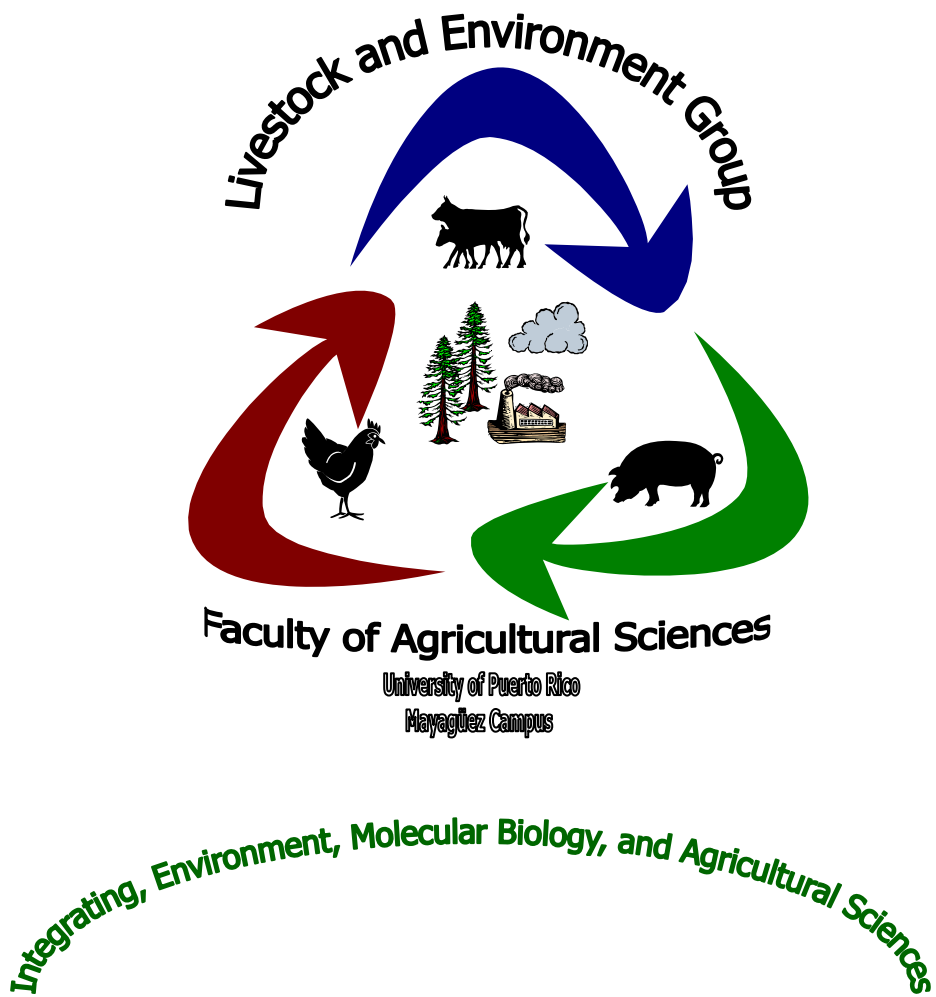 Livestock and Environment Group
Faculty of Agricultural Sciences
University of Puerto Rico
Mayagüez Campus
Integrating, Environment, Molecular Biology, and Agricultural Sciences